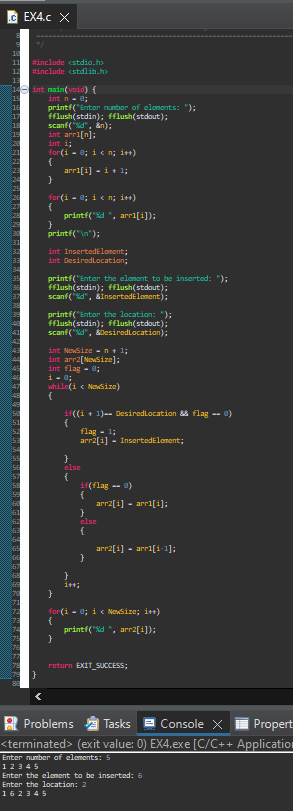 EX4.c
8 =====================================================
9 */
10
11 #include <stdio.h>
12 #include <stdlib.h>
13
14 int main(void) {
15 int n = 0;
16 printf("Enter number of elements: ");
17 fflush(stdin); fflush(stdout);
18 scanf("%d", &n);
19 int arr1[n];
20 int i;
21 for(i = 0; i < n; i++)
22 {
23 arr1[i] = i + 1;
24 }
25
26 for(i = 0; i < n; i++)
27 {
28 printf("%d ", arr1[i]);
29 }
30 printf("\n");
31
32 int InsertedElement;
33 int DesiredLocation;
34
35 printf("Enter the element to be inserted: ");
36 fflush(stdin); fflush(stdout);
37 scanf("%d", &InsertedElement);
38
39 printf("Enter the location: ");
40 fflush(stdin); fflush(stdout);
41 scanf("%d", &DesiredLocation);
42
43 int NewSize = n + 1;
44 int arr2[NewSize];
45 int flag = 0;
46 i = 0;
47 while(i < NewSize)
48 {
49
50 if((i + 1)== DesiredLocation && flag == 0)
51 {
52 flag = 1;
53 arr2[i] = InsertedElement;
54
55 }
56 else
57 {
58 if(flag == 0)
59 {
60 arr2[i] = arr1[i];
61 }
62 else
63 {
64
65 arr2[i] = arr1[i-1];
66 }
67
68 }
69 i++;
70 }
71
72 for(i = 0; i < NewSize; i++)
73 {
74 printf("%d ", arr2[i]);
75 }
76
77
78 return EXIT_SUCCESS;
79 }
80
Problems Tasks Console Propert
<terminated> (exit value: 0) EX4.exe [C/C++ Application
Enter number of elements: 5
1 2 3 4 5
Enter the element to be inserted: 6
Enter the location: 2
1 6 2 3 4 5